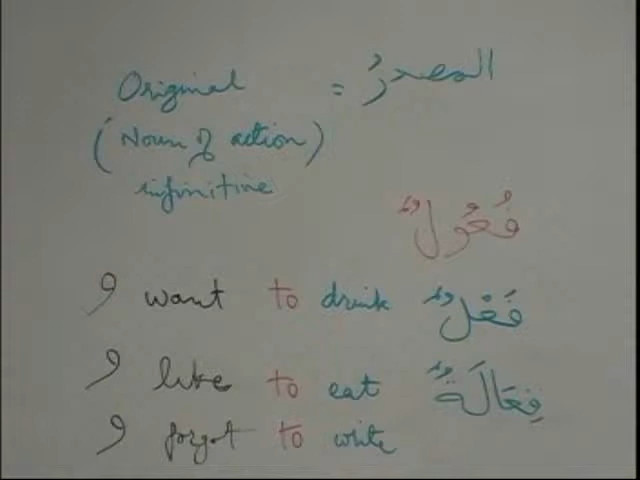 Original = المصدرُ
(Noun of action)
infinitive
فُعُولٌ
I want to drink فَعْلٌ
I like to eat فِعَالَةٌ
I forgot to write